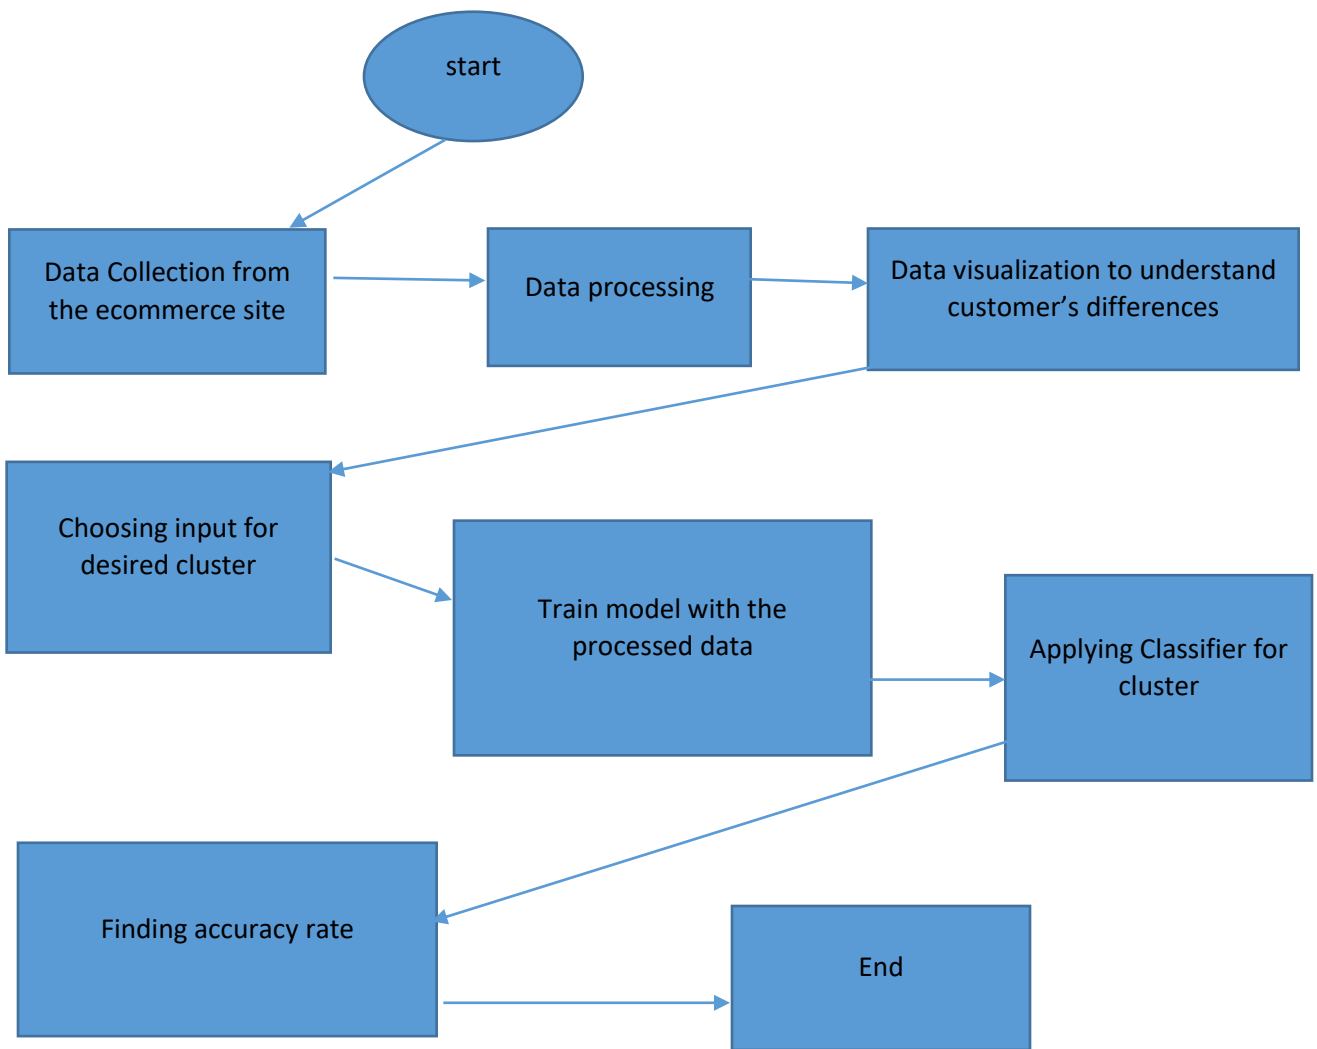 start
Data Collection from
the ecommerce site
Data processing
Data visualization to understand
customer’s differences
Choosing input for
desired cluster
Train model with the
processed data
Applying Classifier for
cluster
Finding accuracy rate
End